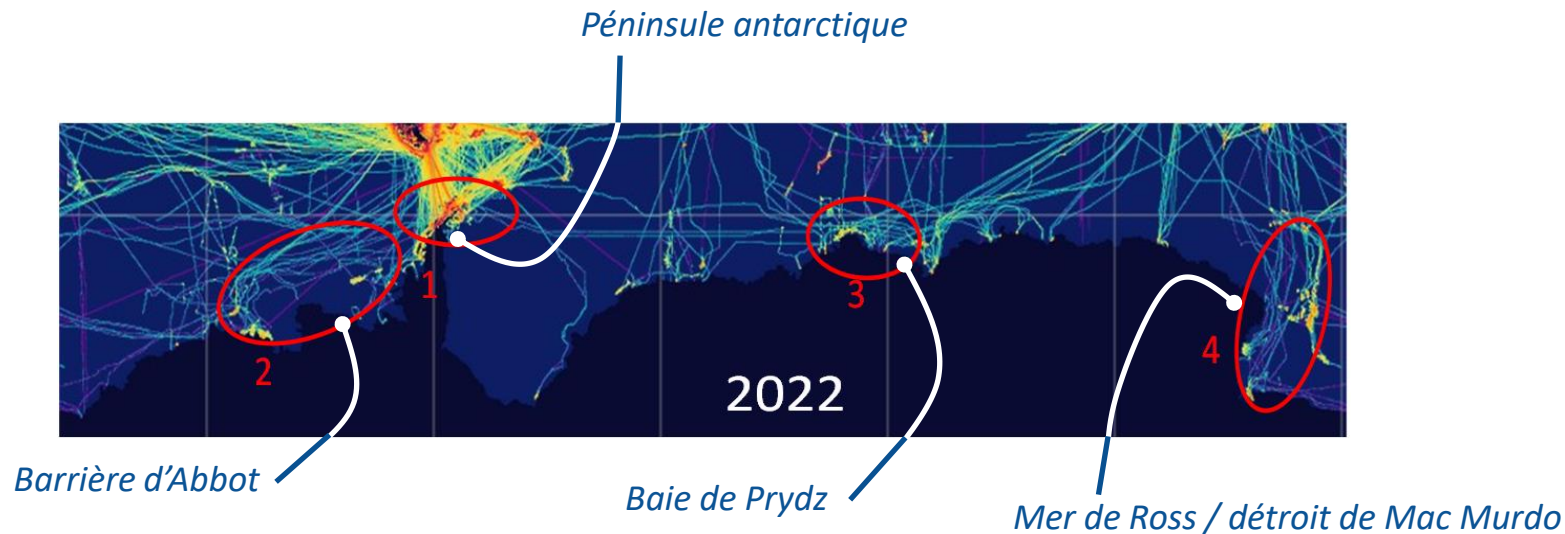 Péninsule antarctique
1
2
3
4
2022
Barrière d’Abbot
Baie de Prydz
Mer de Ross / détroit de Mac Murdo